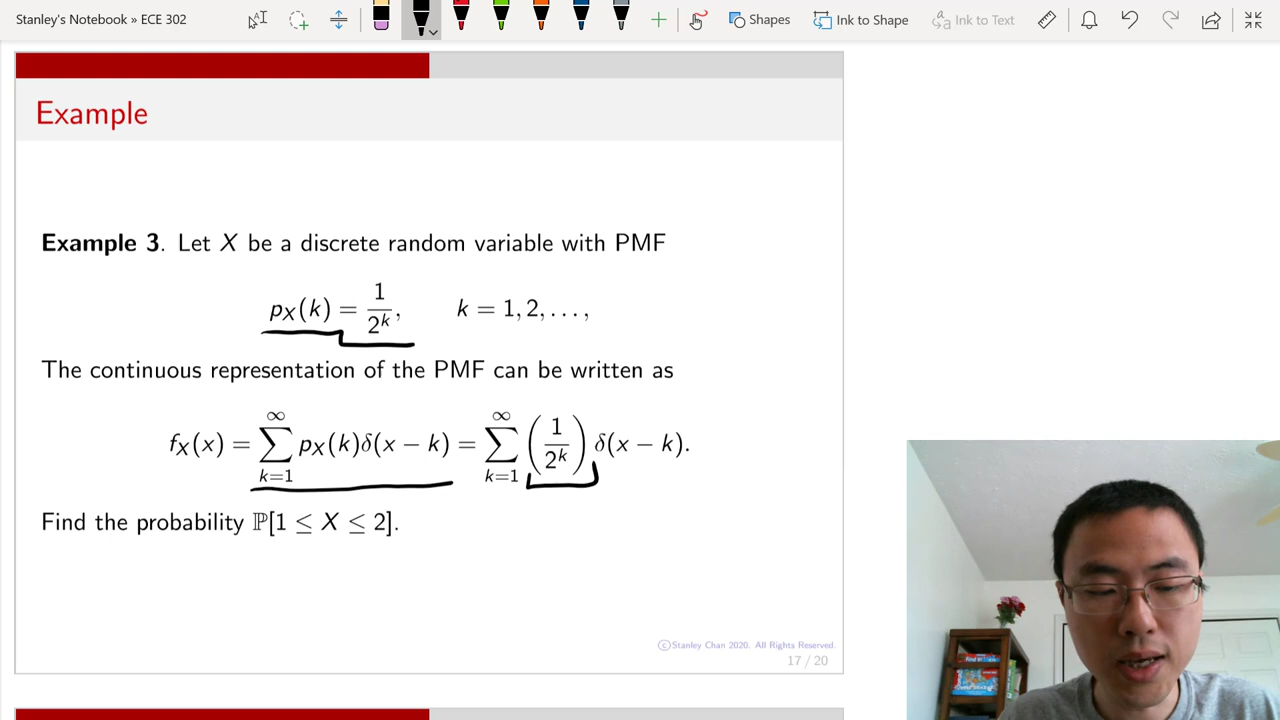 Stanley's Notebook » ECE 302
Shapes
Ink to Shape
Ink to Text
Example
Example 3. Let X be a discrete random variable with PMF
p_X(k) = 1/2^k, k = 1, 2, . . . ,
The continuous representation of the PMF can be written as
f_X(x) = ∑_{k=1}^{∞} p_X(k)δ(x − k) = ∑_{k=1}^{∞} (1/2^k) δ(x − k).
Find the probability ℙ[1 ≤ X ≤ 2].
©Stanley Chan 2020. All Rights Reserved.
17 / 20